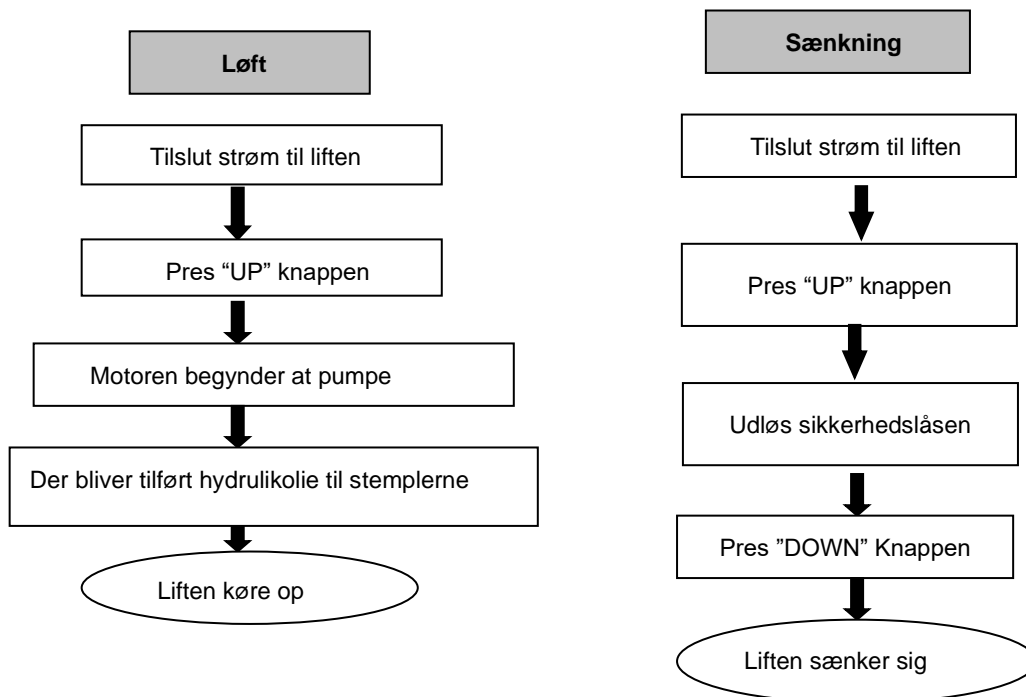 Løft
Tilslut strøm til liften
Pres “UP” knappen
Motoren begynder at pumpe
Der bliver tilført hydrulikolie til stemplerne
Liften køre op
Sænkning
Tilslut strøm til liften
Pres “UP” knappen
Udløs sikkerhedslåsen
Pres ”DOWN” Knappen
Liften sænker sig